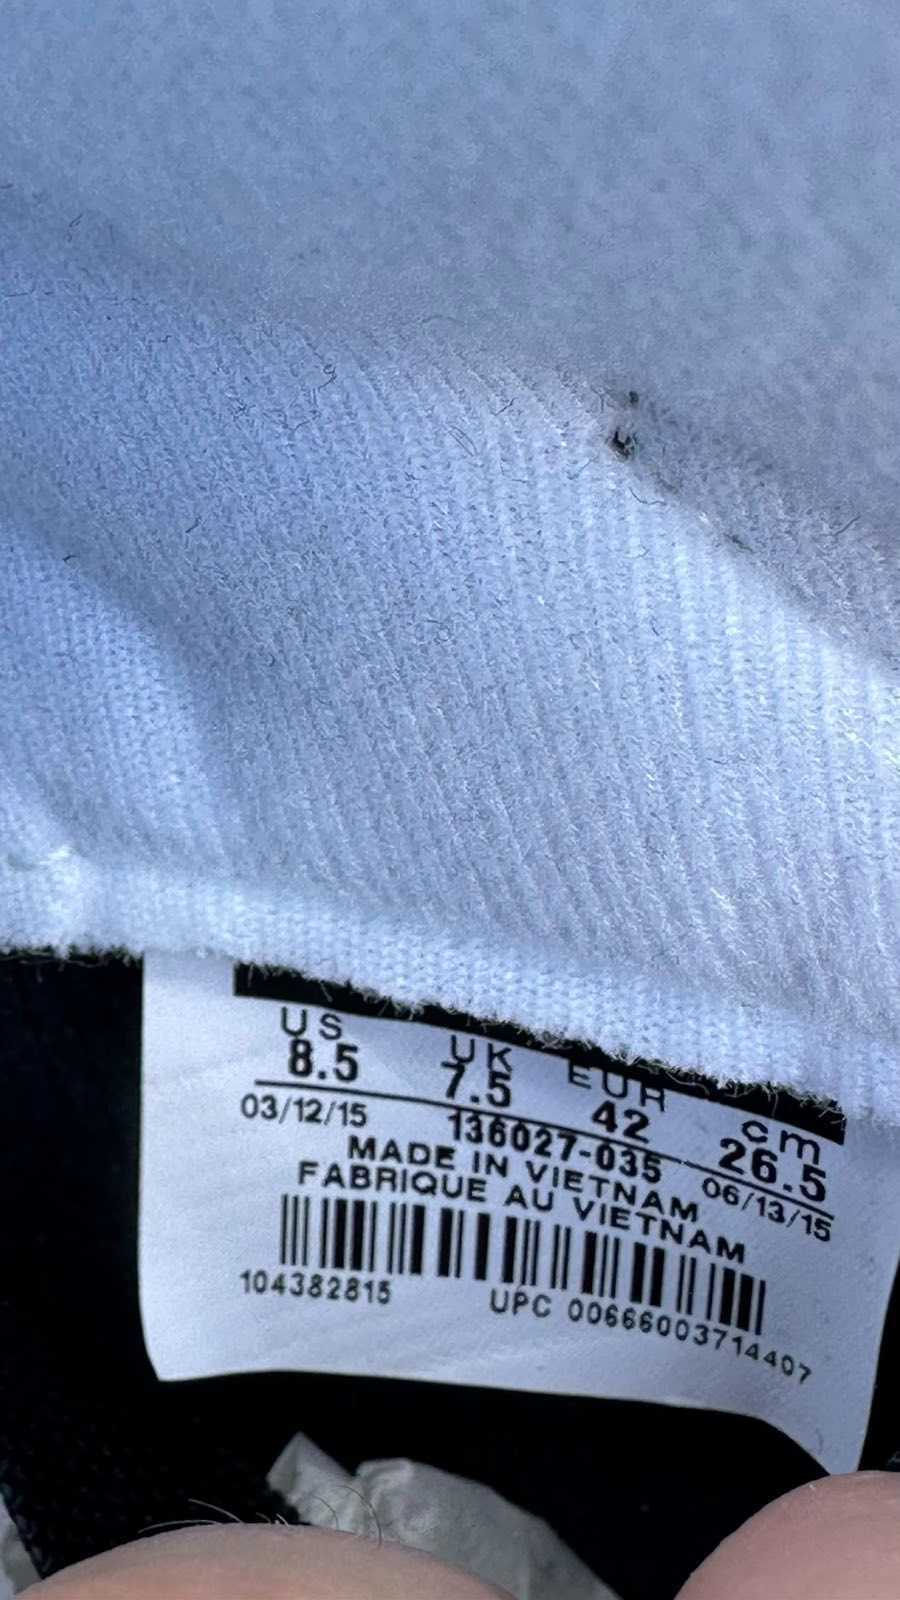 US UK EUR cm
8.5 7.5 42 26.5
03/12/15 136027-035 06/13/15
MADE IN VIETNAM
FABRIQUE AU VIETNAM
104382815 UPC 00666003714407